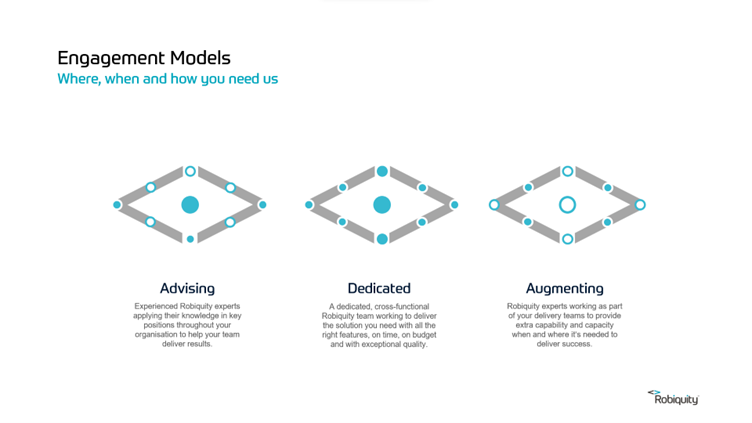 Engagement Models
Where, when and how you need us
Advising
Experienced Robiquity experts
applying their knowledge in key
positions throughout your
organisation to help your team
deliver results.
Dedicated
A dedicated, cross-functional
Robiquity team working to deliver
the solution you need with all the
right features, on time, on budget
and with exceptional quality.
Augmenting
Robiquity experts working as part
of your delivery teams to provide
extra capability and capacity
when and where it's needed to
deliver success.
Robiquity